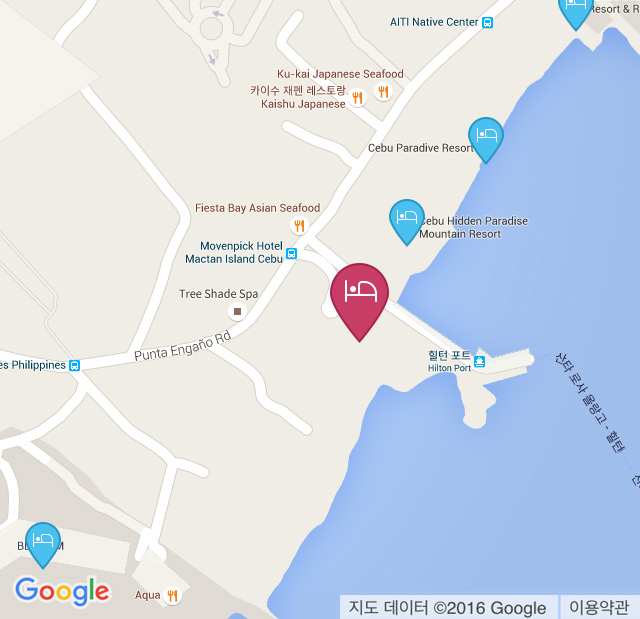 Resort & R
AITI Native Center
Ku-kai Japanese Seafood
카이수 재팬 레스토랑
Kaishu Japanese
Cebu Paradive Resort
Fiesta Bay Asian Seafood
Cebu Hidden Paradise
Mountain Resort
Movenpick Hotel
Mactan Island Cebu
Tree Shade Spa
Punta Engaño Rd
es Philippines
힐턴 포트
Hilton Port
산타 로사 올랑고 - 힐턴
산
Aqua
Google
지도 데이터 ©2016 Google
이용약관